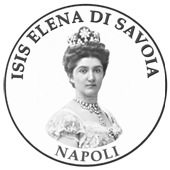 ISIS ELENA DI SAVOIA
NAPOLI